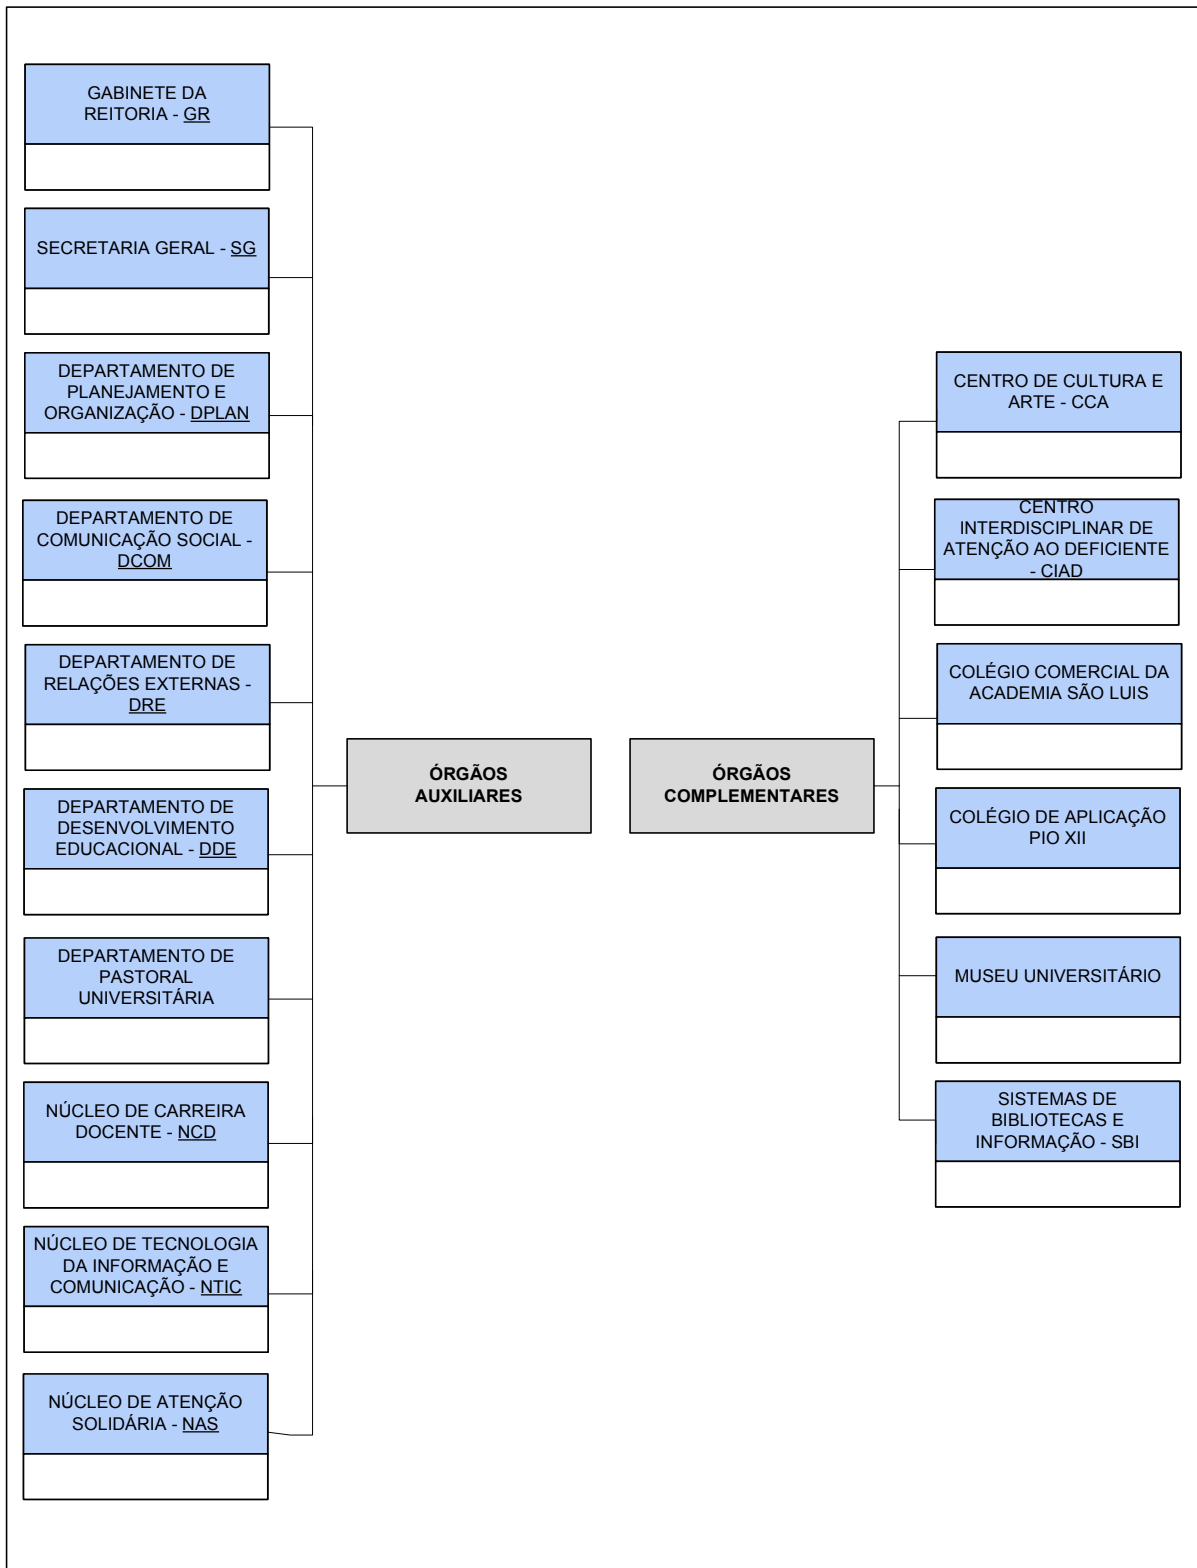 GABINETE DA
REITORIA - GR
SECRETARIA GERAL - SG
DEPARTAMENTO DE
PLANEJAMENTO E
ORGANIZAÇÃO - DPLAN
DEPARTAMENTO DE
COMUNICAÇÃO SOCIAL -
DCOM
DEPARTAMENTO DE
RELAÇÕES EXTERNAS -
DRE
DEPARTAMENTO DE
DESENVOLVIMENTO
EDUCACIONAL - DDE
DEPARTAMENTO DE
PASTORAL
UNIVERSITÁRIA
NÚCLEO DE CARREIRA
DOCENTE - NCD
NÚCLEO DE TECNOLOGIA
DA INFORMAÇÃO E
COMUNICAÇÃO - NTIC
NÚCLEO DE ATENÇÃO
SOLIDÁRIA - NAS
ÓRGÃOS
AUXILIARES
ÓRGÃOS
COMPLEMENTARES
CENTRO DE CULTURA E
ARTE - CCA
CENTRO
INTERDISCIPLINAR DE
ATENÇÃO AO DEFICIENTE
- CIAD
COLÉGIO COMERCIAL DA
ACADEMIA SÃO LUIS
COLÉGIO DE APLICAÇÃO
PIO XII
MUSEU UNIVERSITÁRIO
SISTEMAS DE
BIBLIOTECAS E
INFORMAÇÃO - SBI